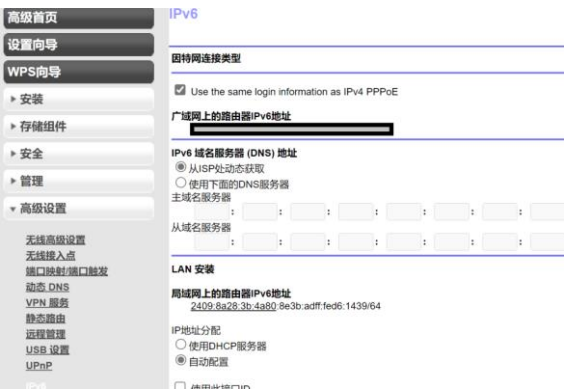 高级首页
设置向导
WPS向导
安装
存储组件
安全
管理
高级设置
无线高级设置
无线接入点
端口映射/端口触发
动态 DNS
VPN 服务
静态路由
远程管理
USB 设置
UPnP
IPv6
IPv6
因特网连接类型
Use the same login information as IPv4 PPPoE
广域网上的路由器IPv6地址
IPv6 域名服务器 (DNS) 地址
从ISP处动态获取
使用下面的DNS服务器
主域名服务器
: : : : : : :
从域名服务器
: : : : : : :
LAN 安装
局域网上的路由器IPv6地址
2409:8a28:3b:4a80:8e3b:adff:fed6:1439/64
IP地址分配
使用DHCP服务器
自动配置
使用此接口ID